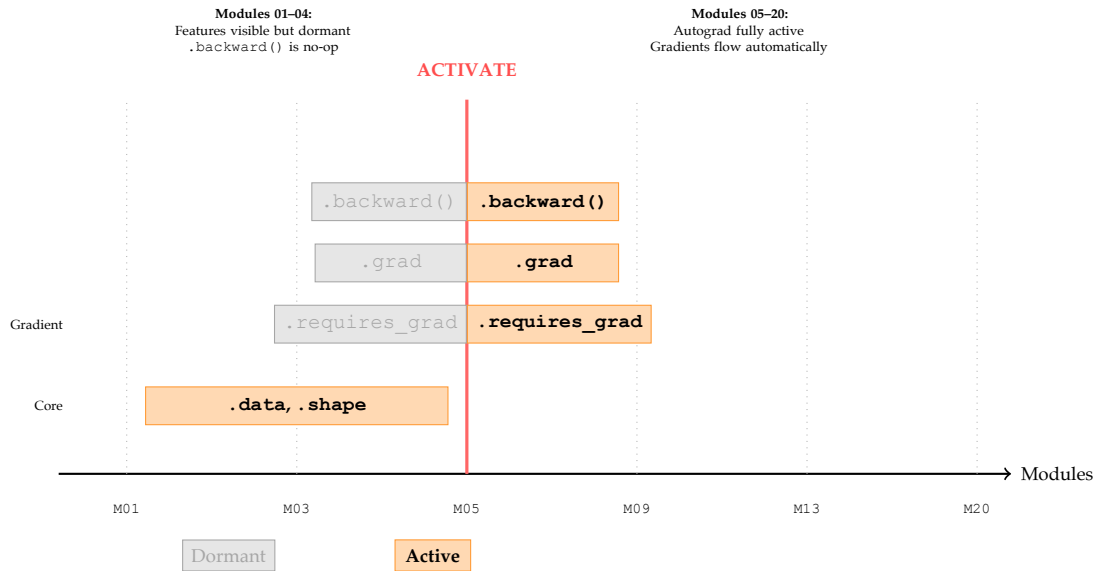 Modules 01–04:
Features visible but dormant
.backward() is no-op
Modules 05–20:
Autograd fully active
Gradients flow automatically
ACTIVATE
.backward() .backward()
.grad .grad
Gradient .requires_grad .requires_grad
Core .data, .shape
Modules
M01 M03 M05 M09 M13 M20
Dormant Active